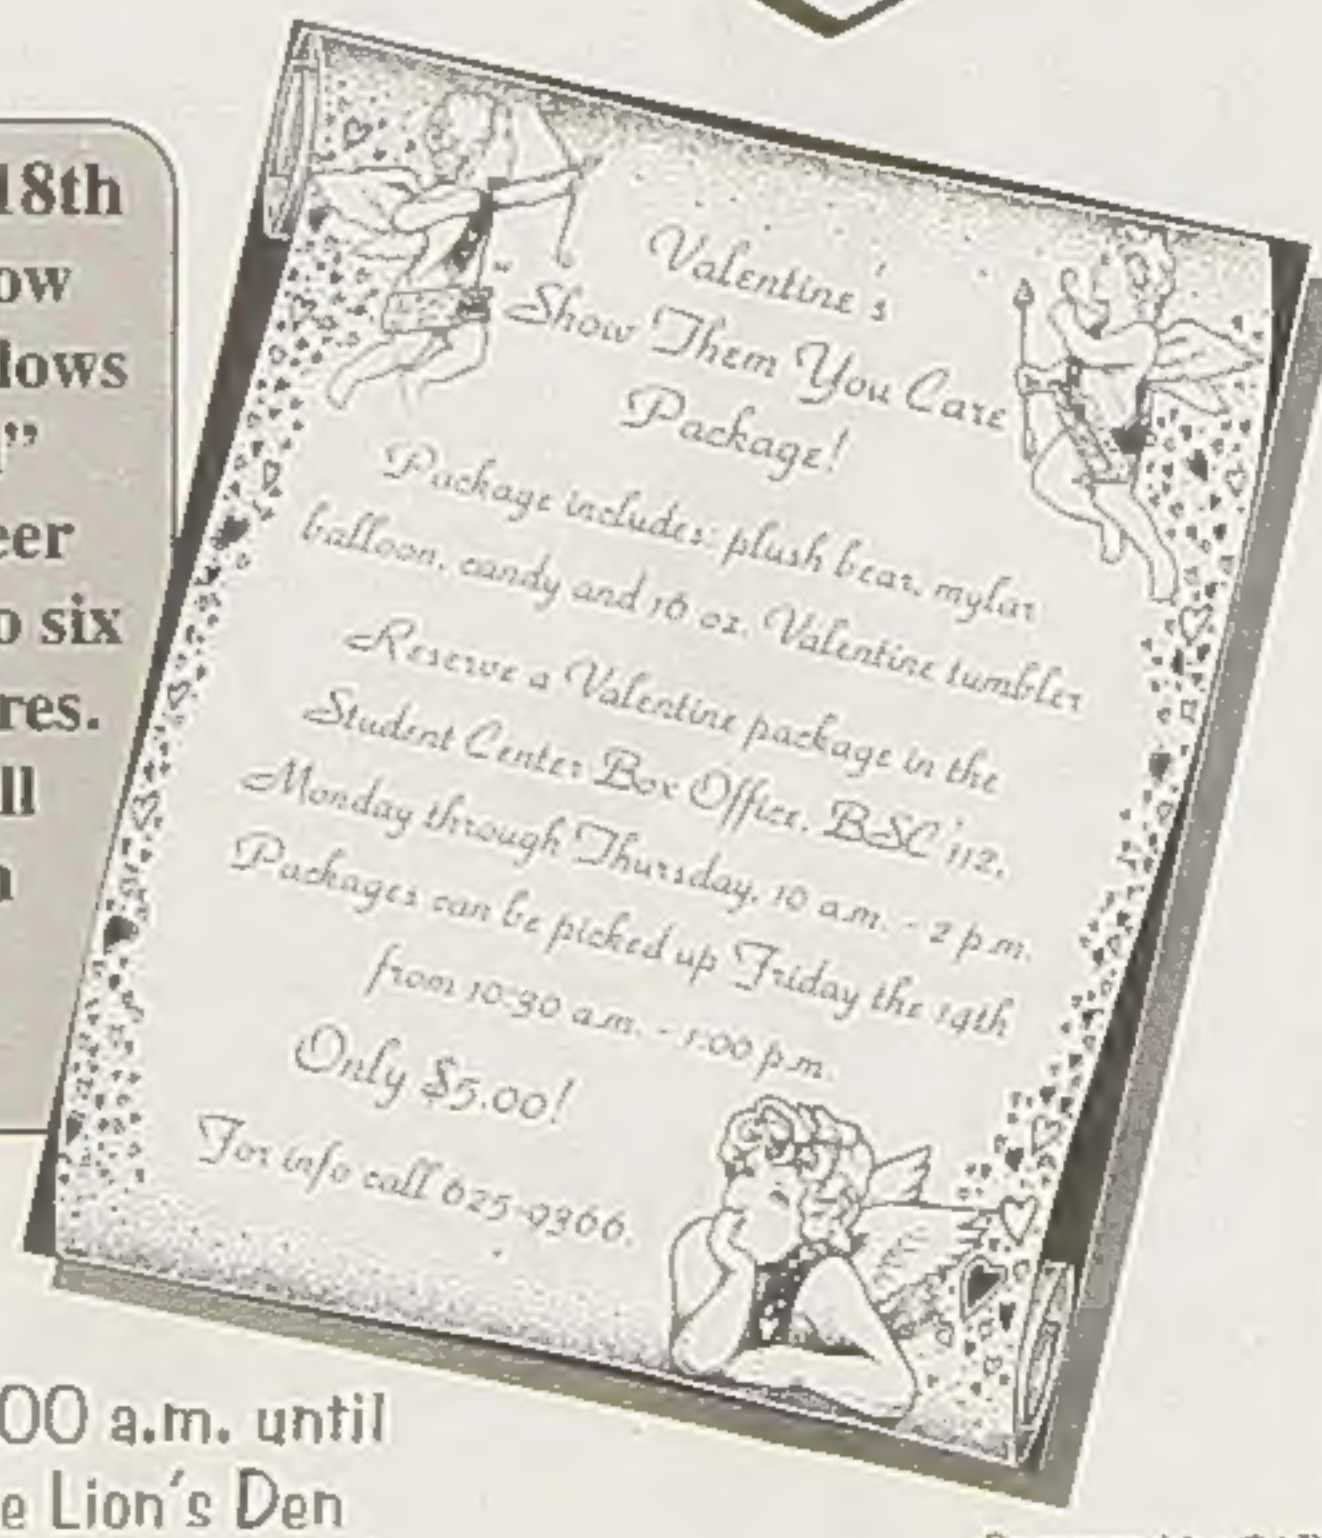 18th
ow
lows
”
eer
o six
res.
ll
Valentine's
"Show Them You Care
Package!
Package includes: plush bear, mylar
balloon, candy and 16 oz. Valentine tumbler
Reserve a Valentine package in the
Student Center Box Office, BSC 112,
Monday through Thursday, 10 a.m. - 2 p.m.
Packages can be picked up Friday the 14th
from 10:30 a.m. - 1:00 p.m.
Only $5.00!
For info call 625-9366.
00 a.m. until
e Lion's Den